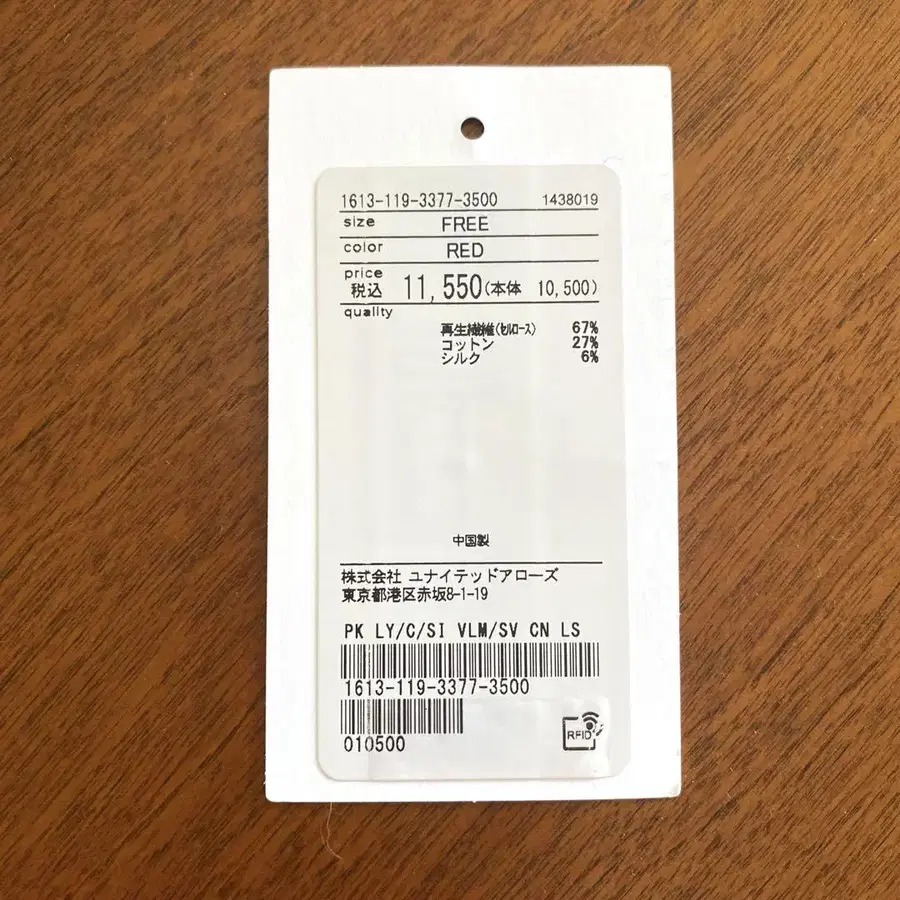 1613-119-3377-3500 1438019
size FREE
color RED
price
税込 11,550(本体 10,500)
quality
再生繊維(ｾﾙﾛｰｽ) 67%
コットン 27%
シルク 6%
中国製
株式会社 ユナイテッドアローズ
東京都港区赤坂8-1-19
PK LY/C/SI VLM/SV CN LS
1613-119-3377-3500
010500
RFID